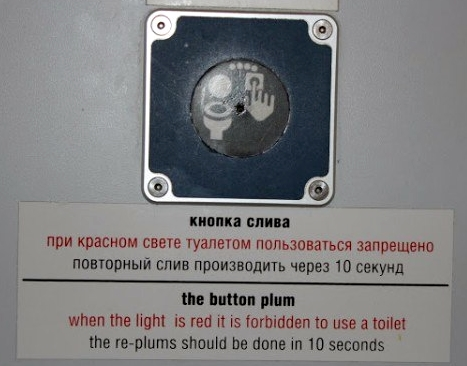 кнопка слива
при красном свете туалетом пользоваться запрещено
повторный слив производить через 10 секунд
the button plum
when the light is red it is forbidden to use a toilet
the re-plums should be done in 10 seconds